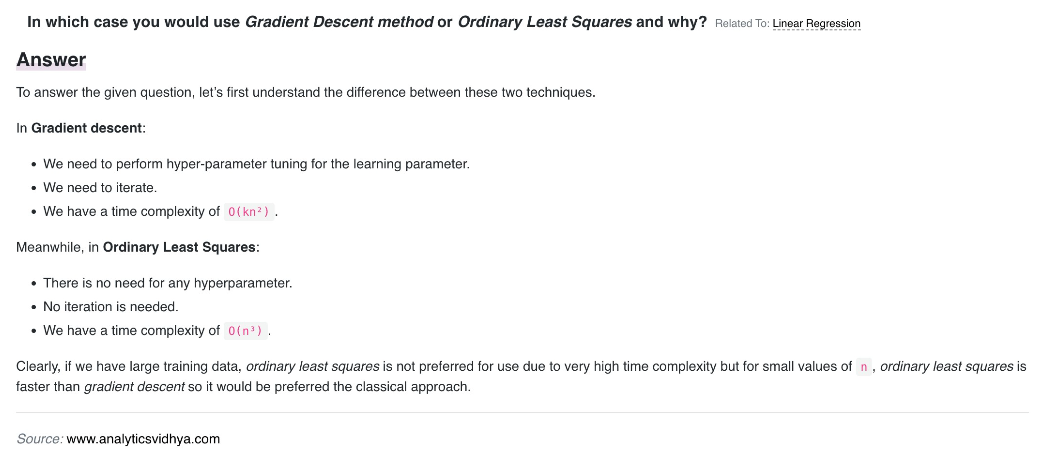 In which case you would use Gradient Descent method or Ordinary Least Squares and why? Related To: Linear Regression
Answer
To answer the given question, let's first understand the difference between these two techniques.
In Gradient descent:
• We need to perform hyper-parameter tuning for the learning parameter.
• We need to iterate.
• We have a time complexity of O(kn²) .
Meanwhile, in Ordinary Least Squares:
• There is no need for any hyperparameter.
• No iteration is needed.
• We have a time complexity of O(n³) .
Clearly, if we have large training data, ordinary least squares is not preferred for use due to very high time complexity but for small values of n , ordinary least squares is
faster than gradient descent so it would be preferred the classical approach.
Source: www.analyticsvidhya.com